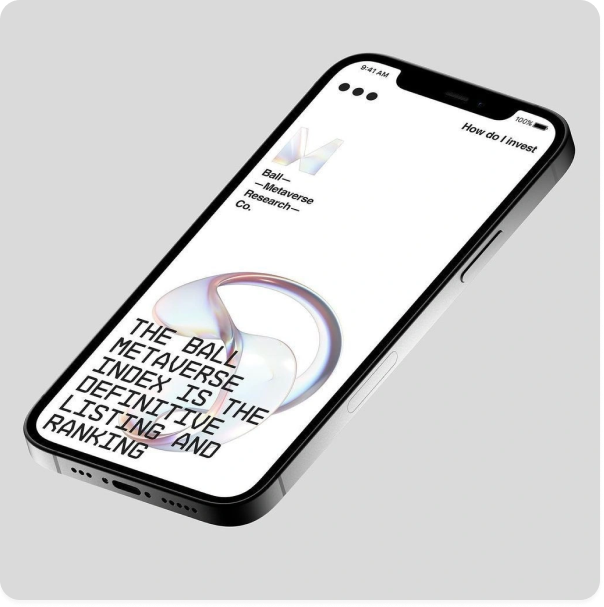 9:41 AM
100%
How do I invest
Ball—
—Metaverse
Research—
Co.
THE BALL
METAVERSE
INDEX IS THE
DEFINITIVE
LISTING AND
RANKING